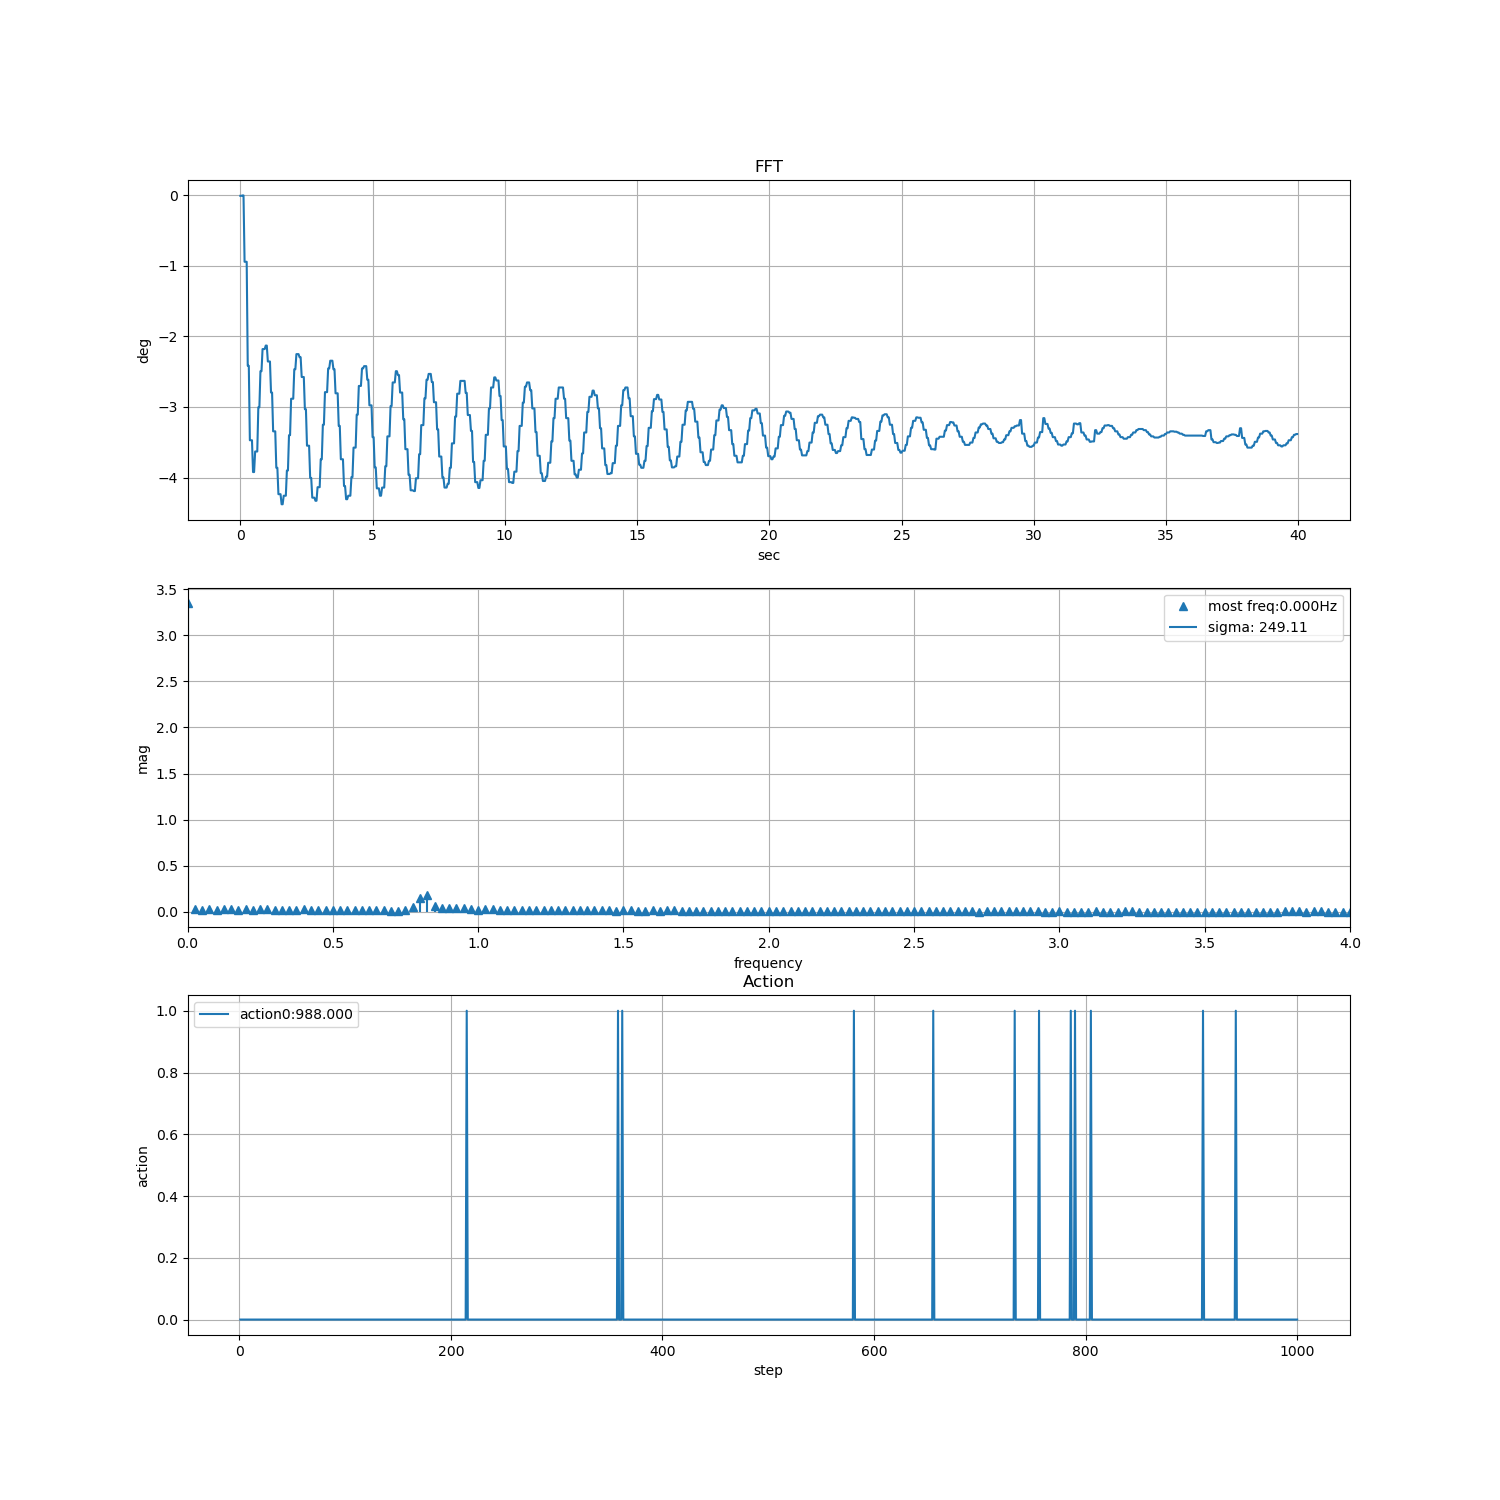 FFT
0
−1
−2
−3
−4
deg
0 5 10 15 20 25 30 35 40
sec
most freq:0.000Hz
sigma: 249.11
3.5
3.0
2.5
2.0
1.5
1.0
0.5
0.0
mag
0.0 0.5 1.0 1.5 2.0 2.5 3.0 3.5 4.0
frequency
Action
action0:988.000
1.0
0.8
0.6
0.4
0.2
0.0
action
0 200 400 600 800 1000
step